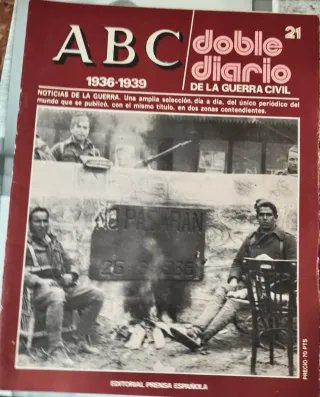 ABC
1936-1939
doble
diario
DE LA GUERRA CIVIL
21
NOTICIAS DE LA GUERRA. Una amplia selección, día a día, del único periódico del
mundo que se publicó, con el mismo título, en dos zonas contendientes.
NO PASARAN
EDITORIAL PRENSA ESPAÑOLA
PRECIO 70 PTS